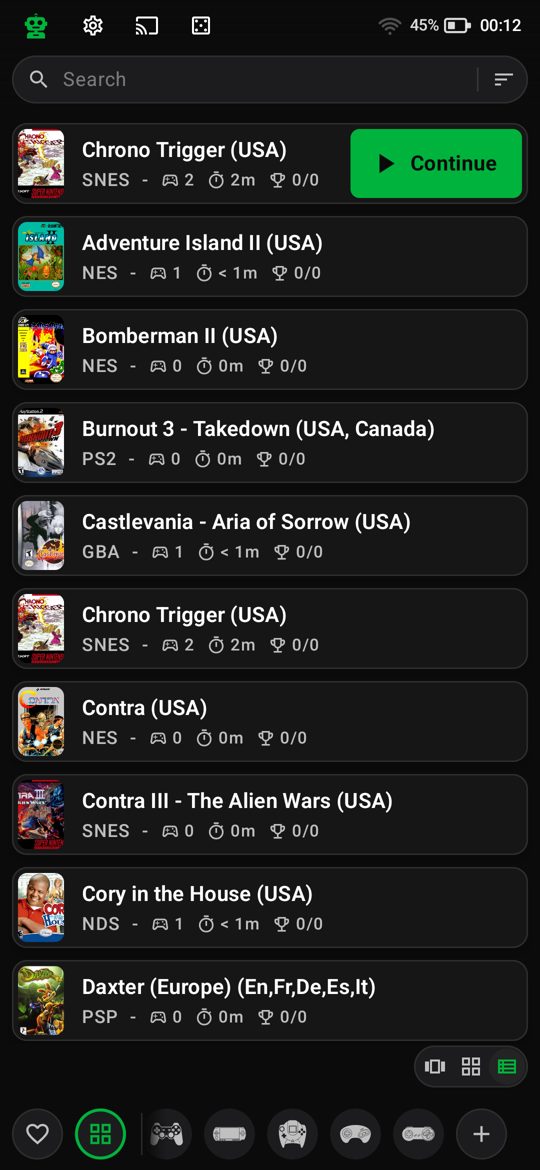 45% 00:12
Search
Chrono Trigger (USA)
SNES - 2 2m 0/0
Continue
Adventure Island II (USA)
NES - 1 < 1m 0/0
Bomberman II (USA)
NES - 0 0m 0/0
Burnout 3 - Takedown (USA, Canada)
PS2 - 0 0m 0/0
Castlevania - Aria of Sorrow (USA)
GBA - 1 < 1m 0/0
Chrono Trigger (USA)
SNES - 2 2m 0/0
Contra (USA)
NES - 0 0m 0/0
Contra III - The Alien Wars (USA)
SNES - 0 0m 0/0
Cory in the House (USA)
NDS - 1 < 1m 0/0
Daxter (Europe) (En,Fr,De,Es,It)
PSP - 0 0m 0/0